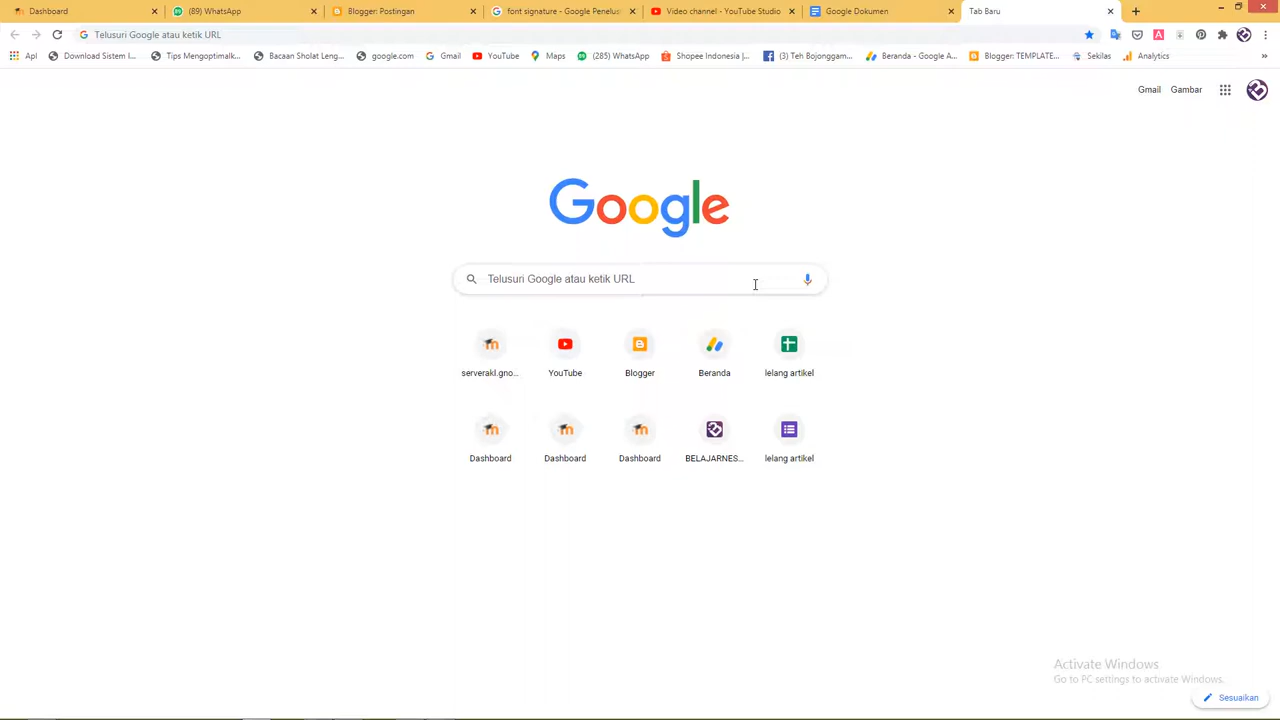 Dashboard
(89) WhatsApp
Blogger: Postingan
font signature - Google Penelus
Video channel - YouTube Studio
Google Dokumen
Tab Baru
Telusuri Google atau ketik URL
Apl
Download Sistem I...
Tips Mengoptimalk...
Bacaan Sholat Leng...
google.com
Gmail
YouTube
Maps
(285) WhatsApp
Shopee Indonesia |...
(3) Teh Bojonggam...
Beranda - Google A...
Blogger: TEMPLATE...
Sekilas
Analytics
»
Gmail
Gambar
Google
Telusuri Google atau ketik URL
serverakl.gno...
YouTube
Blogger
Beranda
lelang artikel
Dashboard
Dashboard
Dashboard
BELAJARNES...
lelang artikel
Activate Windows
Go to PC settings to activate Windows.
Sesuaikan